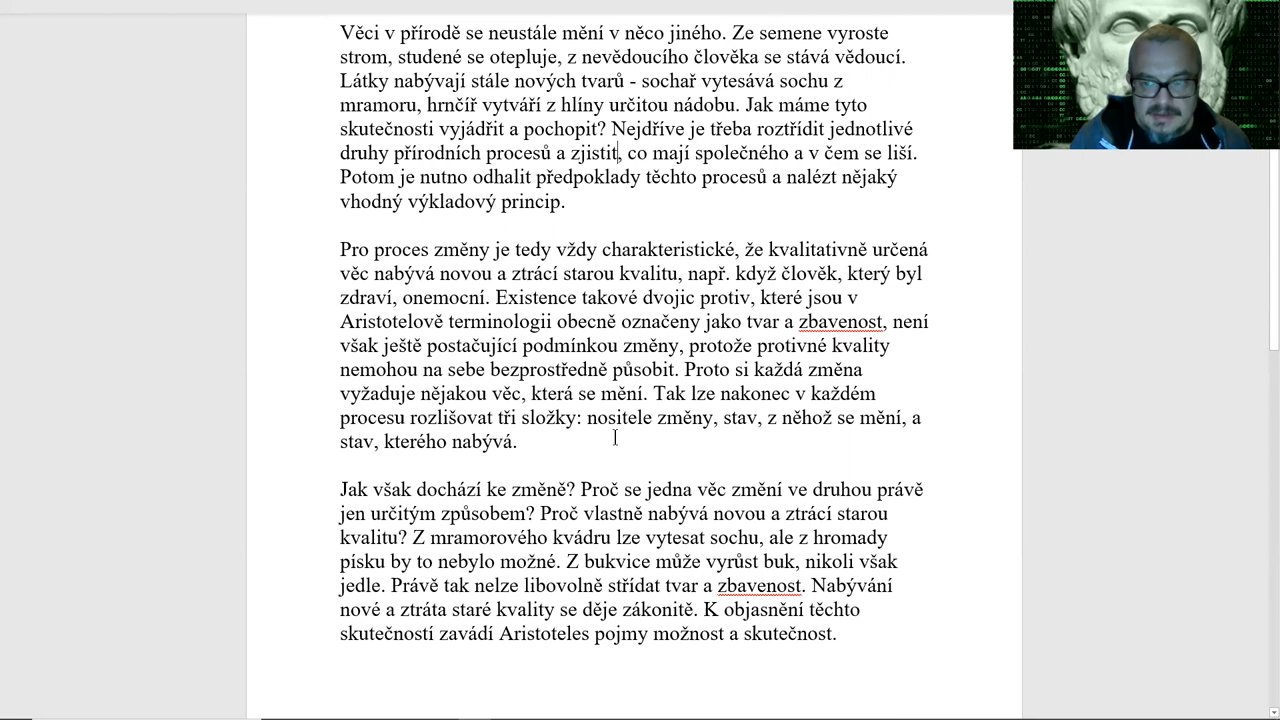 Věci v přírodě se neustále mění v něco jiného. Ze semene vyroste
strom, studené se otepluje, z nevědoucího člověka se stává vědoucí.
Látky nabývají stále nových tvarů - sochař vytesává sochu z
mramoru, hrnčíř vytváří z hlíny určitou nádobu. Jak máme tyto
skutečnosti vyjádřit a pochopit? Nejdříve je třeba roztřídit jednotlivé
druhy přírodních procesů a zjistit, co mají společného a v čem se liší.
Potom je nutno odhalit předpoklady těchto procesů a nalézt nějaký
vhodný výkladový princip.
Pro proces změny je tedy vždy charakteristické, že kvalitativně určená
věc nabývá novou a ztrácí starou kvalitu, např. když člověk, který byl
zdraví, onemocní. Existence takové dvojic protiv, které jsou v
Aristotelově terminologii obecně označeny jako tvar a zbavenost, není
však ještě postačující podmínkou změny, protože protivné kvality
nemohou na sebe bezprostředně působit. Proto si každá změna
vyžaduje nějakou věc, která se mění. Tak lze nakonec v každém
procesu rozlišovat tři složky: nositele změny, stav, z něhož se mění, a
stav, kterého nabývá.
Jak však dochází ke změně? Proč se jedna věc změní ve druhou právě
jen určitým způsobem? Proč vlastně nabývá novou a ztrácí starou
kvalitu? Z mramorového kvádru lze vytesat sochu, ale z hromady
písku by to nebylo možné. Z bukvice může vyrůst buk, nikoli však
jedle. Právě tak nelze libovolně střídat tvar a zbavenost. Nabývání
nové a ztráta staré kvality se děje zákonitě. K objasnění těchto
skutečností zavádí Aristoteles pojmy možnost a skutečnost.